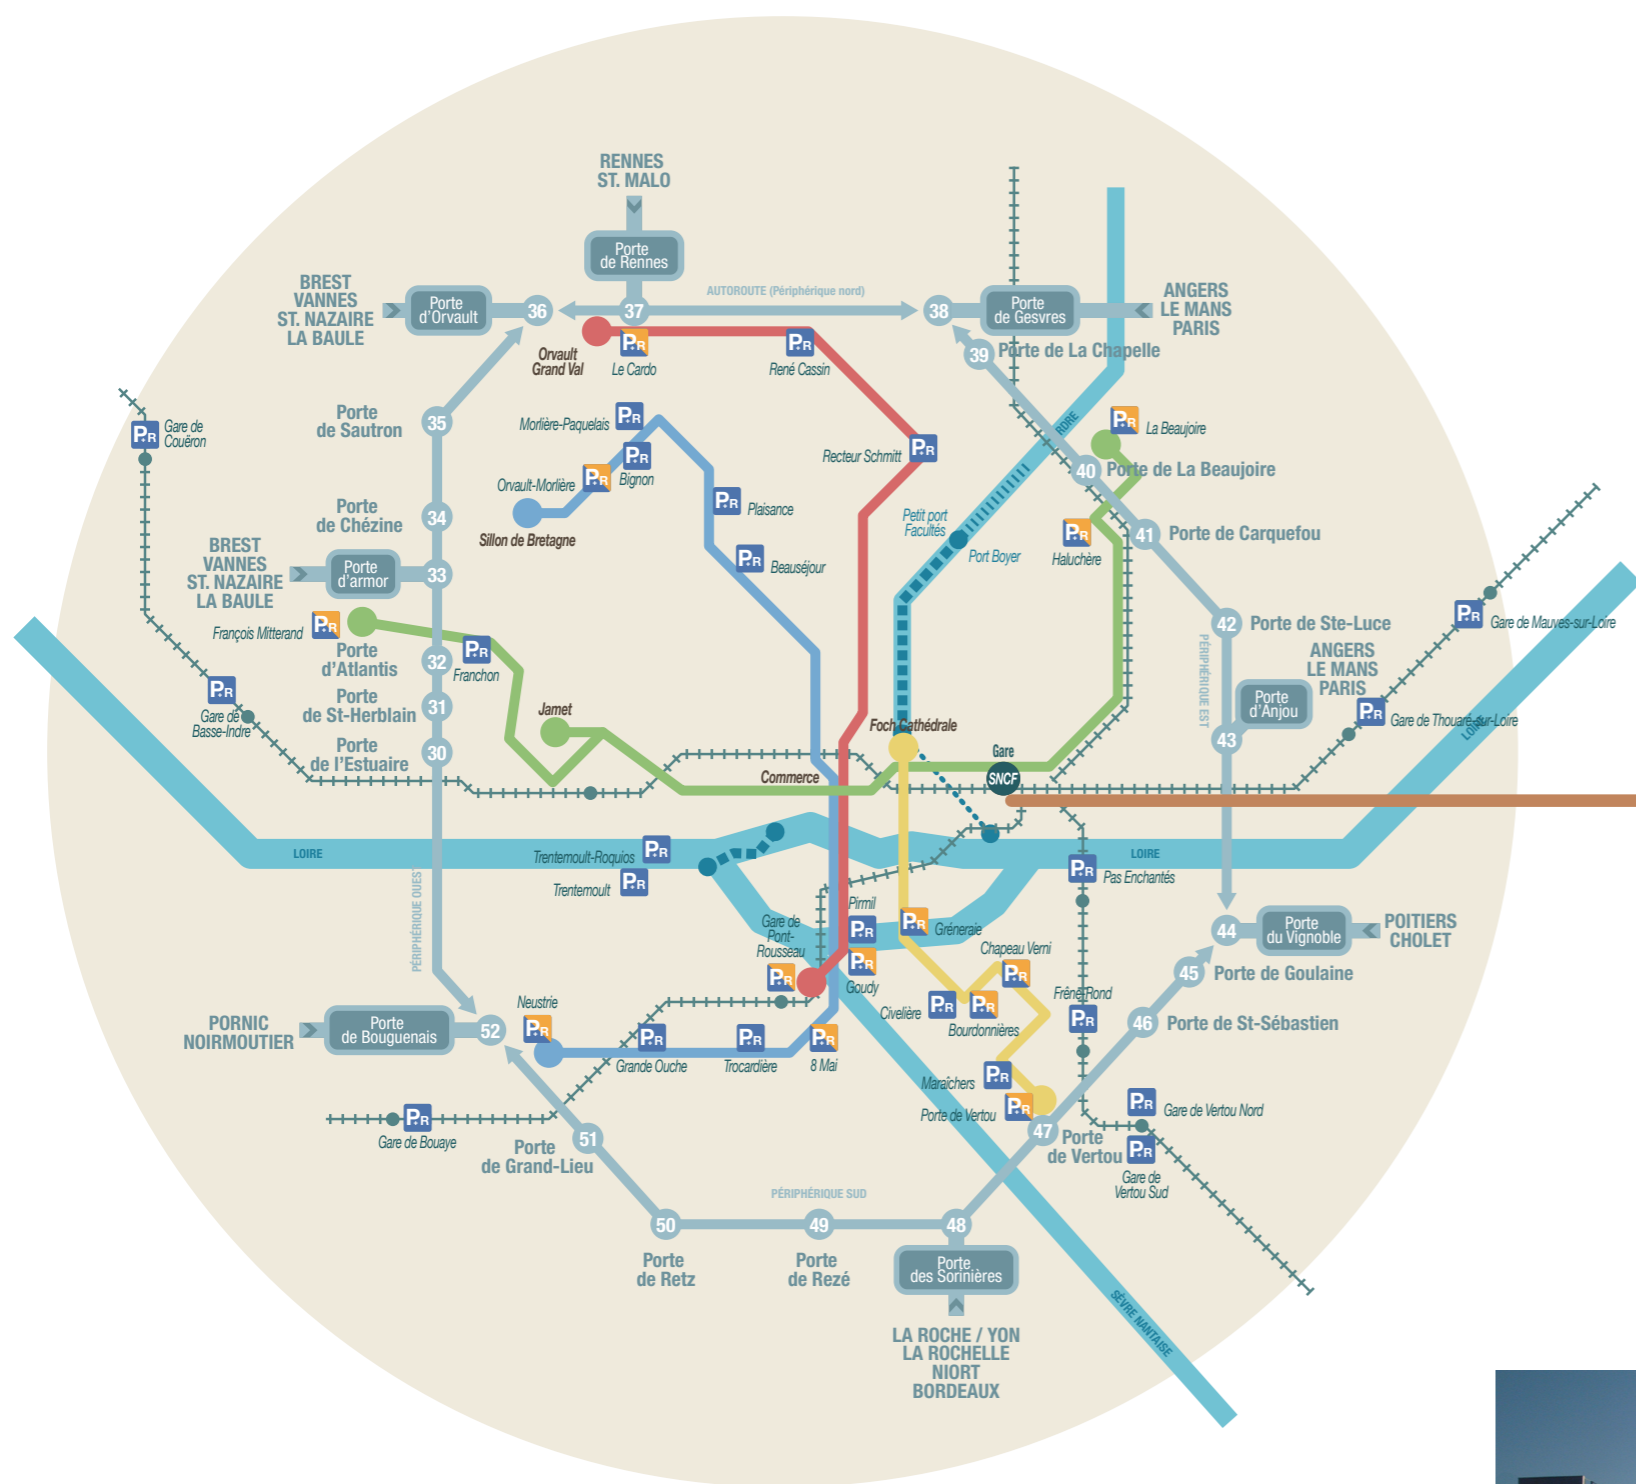 RENNES
ST. MALO
Porte
de Rennes
BREST
VANNES
ST. NAZAIRE
LA BAULE
Porte
d'Orvault
36
37
AUTOROUTE (Périphérique nord)
38
Porte
de Gesvres
ANGERS
LE MANS
PARIS
39
Porte de La Chapelle
Orvault
Grand Val
P+R
Le Cardo
P+R
René Cassin
Porte
de Sautron
35
P+R
Gare de
Couëron
Morlière-Paquelais
P+R
Recteur Schmitt
P+R
RDRE
P+R
La Beaujoire
P+R
Bignon
Orvault-Morlière
P+R
40
Porte de La Beaujoire
Sillon de Bretagne
P+R
Plaisance
Petit port
Facultés
Port Boyer
P+R
Haluchère
41
Porte de Carquefou
Porte
de Chézine
34
P+R
Beauséjour
BREST
VANNES
ST. NAZAIRE
LA BAULE
Porte
d'armor
33
François Mitterand
P+R
Porte
d'Atlantis
32
P+R
Franchon
42
Porte de Ste-Luce
P+R
Gare de Mauves-sur-Loire
PÉRIPHÉRIQUE EST
ANGERS
LE MANS
PARIS
Porte
d'Anjou
43
P+R
Gare de Thouaré-sur-Loire
LOIRE
P+R
Gare de
Basse-Indre
Porte
de St-Herblain
31
Porte
de l'Estuaire
30
Jamet
Foch Cathédrale
Commerce
Gare
SNCF
LOIRE
Trentemoult-Roquios
P+R
Trentemoult
P+R
LOIRE
P+R
Pas Enchantés
PÉRIPHÉRIQUE OUEST
Gare de
Pont-
Rousseau
P+R
Pirmil
P+R
P+R
Goudy
P+R
Gréneraie
Chapeau Verni
P+R
Civelière
P+R
P+R
Bourdonnières
Frêne Rond
P+R
44
Porte
du Vignoble
POITIERS
CHOLET
45
Porte de Goulaine
46
Porte de St-Sébastien
PORNIC
NOIRMOUTIER
Porte
de Bouguenais
52
Neustrie
P+R
P+R
Grande Ouche
P+R
Trocardière
P+R
8 Mai
Maraîchers
P+R
Porte de Vertou
P+R
P+R
Gare de Vertou Nord
47
Porte
de Vertou
P+R
Gare de
Vertou Sud
P+R
Gare de Bouaye
51
Porte
de Grand-Lieu
PÉRIPHÉRIQUE SUD
50
49
48
Porte
de Retz
Porte
de Rezé
Porte
des Sorinières
SÈVRE NANTAISE
LA ROCHE / YON
LA ROCHELLE
NIORT
BORDEAUX